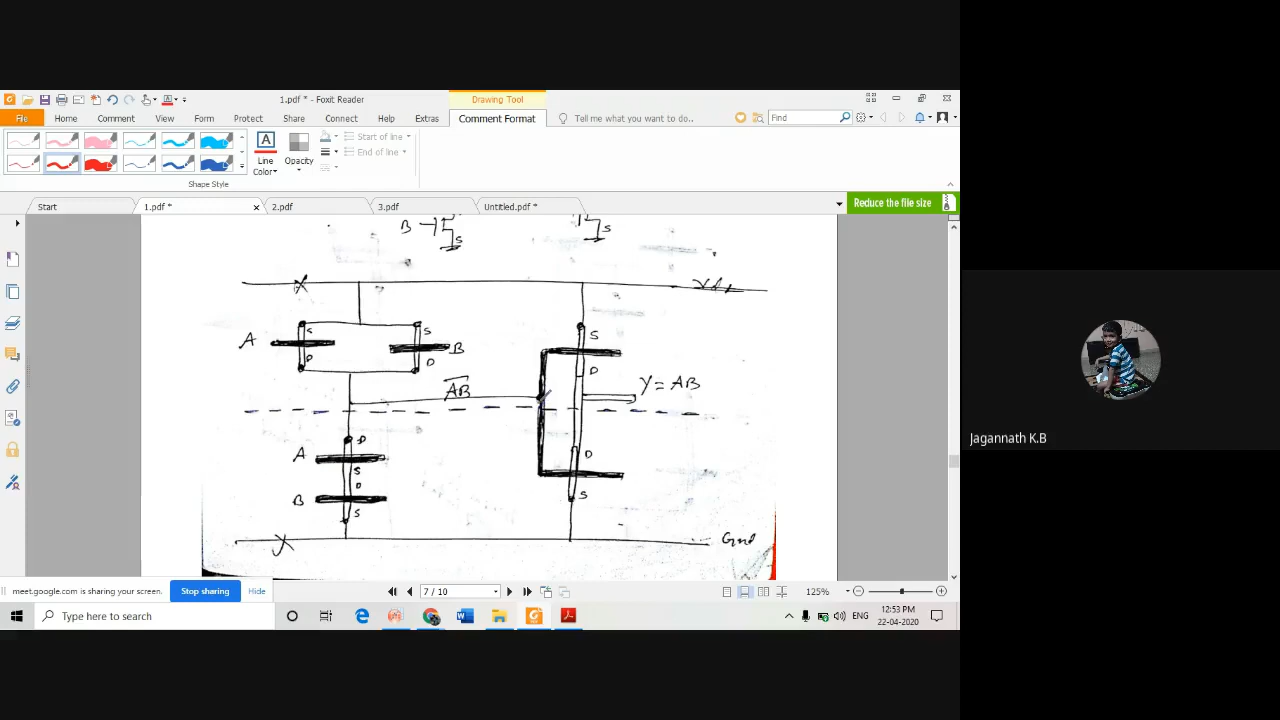 1.pdf * - Foxit Reader
Drawing Tool
File Home Comment View Form Protect Share Connect Help Extras Comment Format Tell me what you want to do.. Find
Start of line
End of line
Line Color
Opacity
Shape Style
Start 1.pdf * 2.pdf 3.pdf Untitled.pdf * Reduce the file size
B S S
Vdd
A S S B S
D D D
A̅B̅ Y = AB
D
A S D
D
B S S
Gnd
Jagannath K.B
meet.google.com is sharing your screen. Stop sharing Hide 7 / 10 125%
Type here to search ENG 12:53 PM
22-04-2020